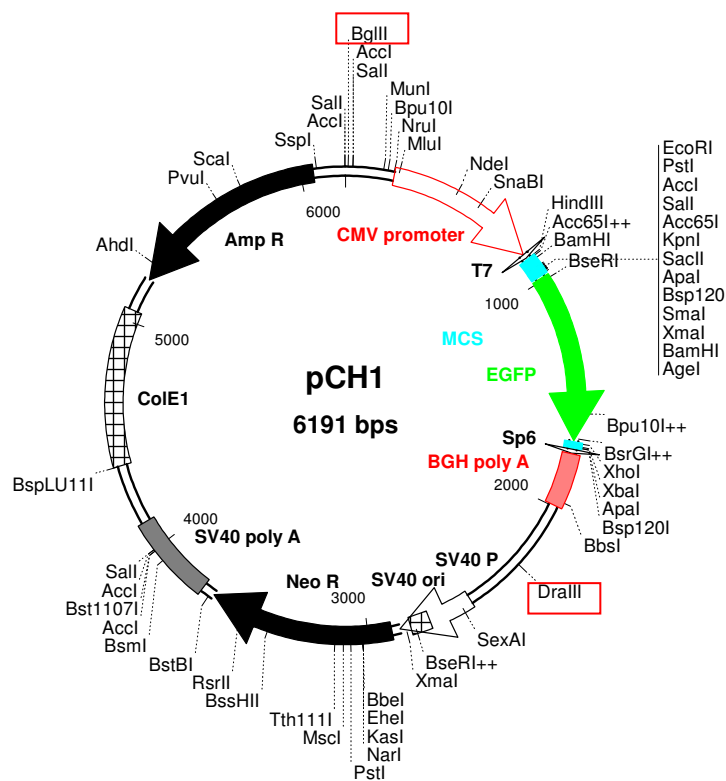 BglII
AccI
SalI
SalI
AccI
SspI
MunI
Bpu10I
NruI
MluI
NdeI
SnaBI
ScaI
PvuI
AhdI
6000
Amp R
CMV promoter
HindIII
Acc65I++
BamHI
BseRI
T7
1000
EcoRI
PstI
AccI
SalI
Acc65I
KpnI
SacII
ApaI
Bsp120
SmaI
XmaI
BamHI
AgeI
5000
MCS
EGFP
pCH1
6191 bps
ColE1
Sp6
BGH poly A
2000
Bpu10I++
BsrGI++
XhoI
XbaI
ApaI
Bsp120I
BbsI
BspLU11I
4000
SV40 poly A
SV40 P
SV40 ori
Neo R
3000
DraIII
SalI
AccI
Bst1107I
AccI
BsmI
BstBI
RsrII
BssHII
Tth111I
MscI
PstI
BbeI
EheI
KasI
NarI
SexAI
BseRI++
XmaI